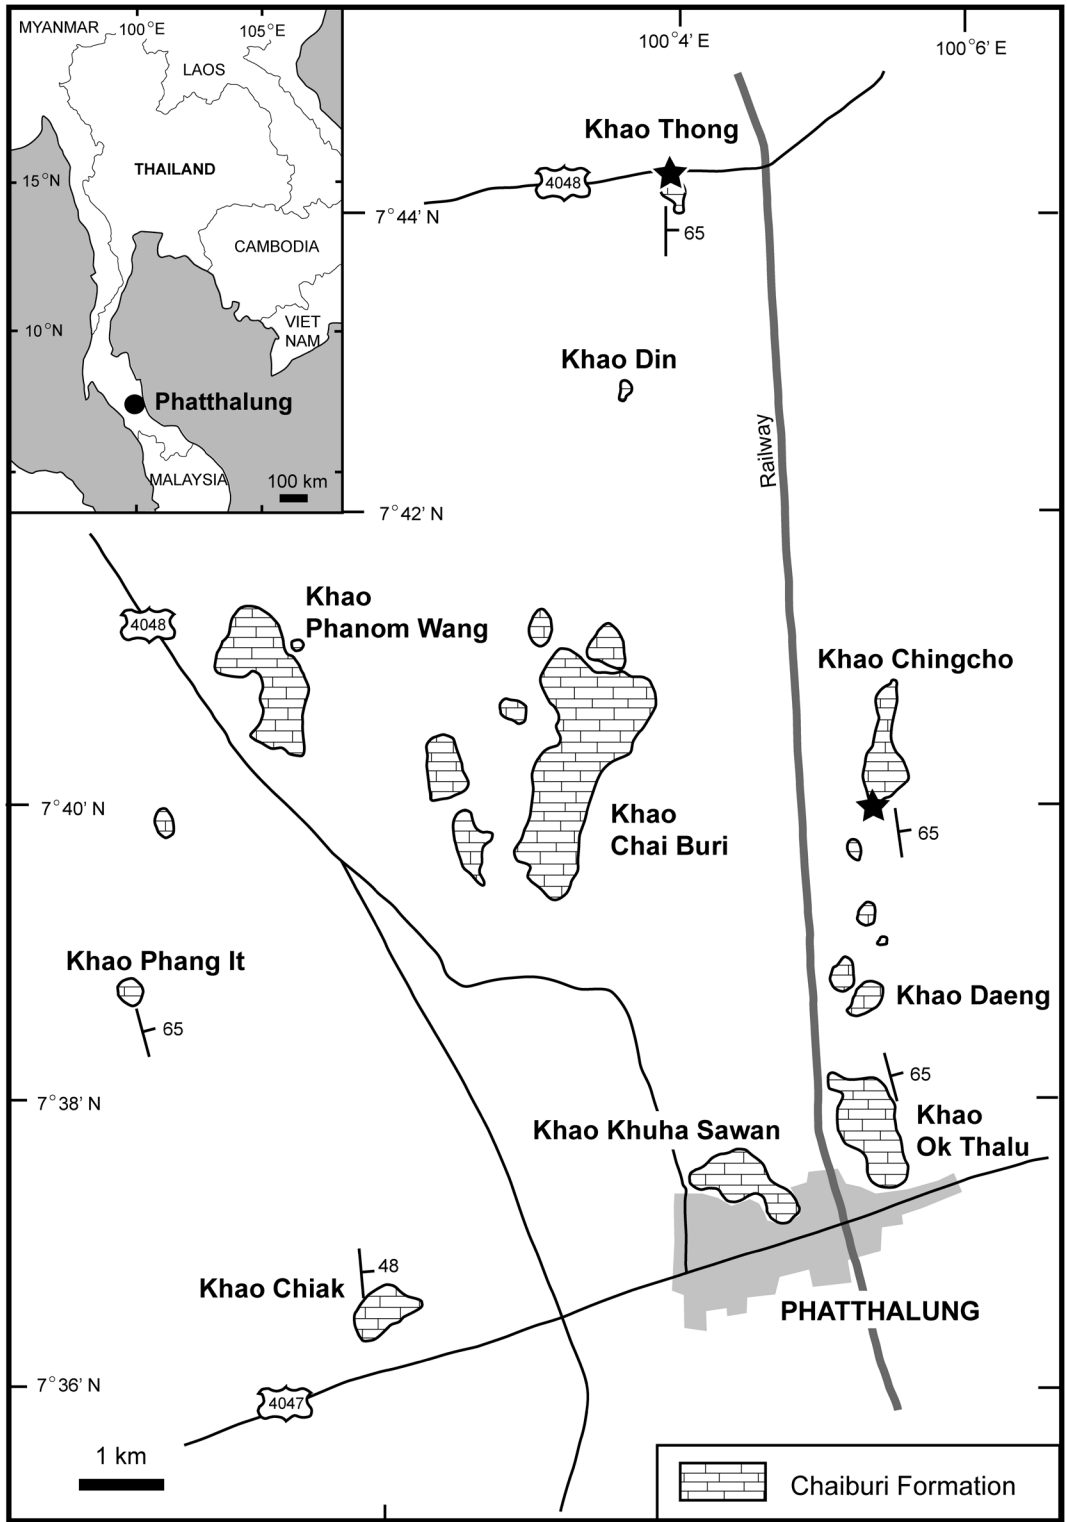 MYANMAR
100°E
105°E
LAOS
THAILAND
15°N
CAMBODIA
10°N
VIET
NAM
Phatthalung
MALAYSIA
100 km
100°4' E
100°6' E
Khao Thong
4048
7°44' N
65
Khao Din
Railway
7°42' N
Khao
Phanom Wang
4048
Khao Chingcho
7°40' N
Khao
Chai Buri
65
Khao Phang It
65
Khao Daeng
65
7°38' N
Khao
Ok Thalu
Khao Khuha Sawan
48
Khao Chiak
PHATTHALUNG
7°36' N
4047
1 km
Chaiburi Formation